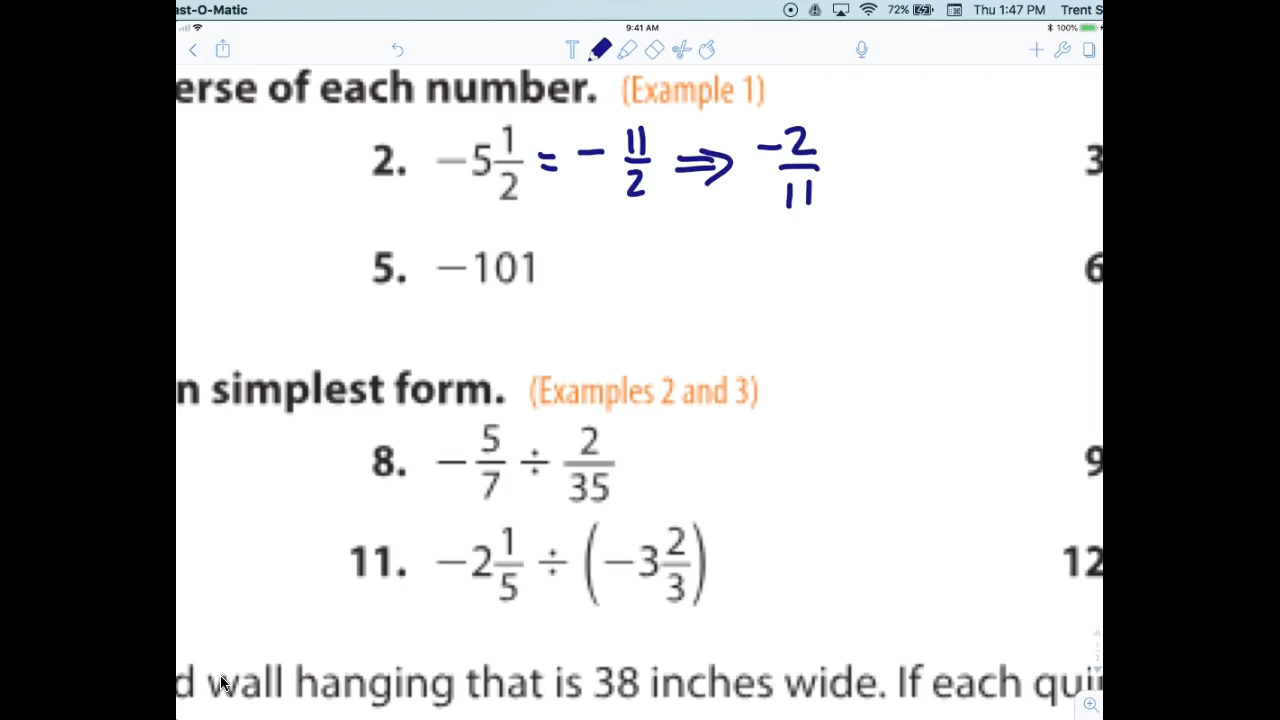 ast-O-Matic 72% Thu 1:47 PM Trent S
9:41 AM 100%
T
erse of each number. (Example 1)
2. −5 1/2 = − 11/2 ⇒ −2/11 3
5. −101 6
n simplest form. (Examples 2 and 3)
8. − 5/7 ÷ 2/35 9
11. −2 1/5 ÷ (−3 2/3) 12
d wall hanging that is 38 inches wide. If each qui